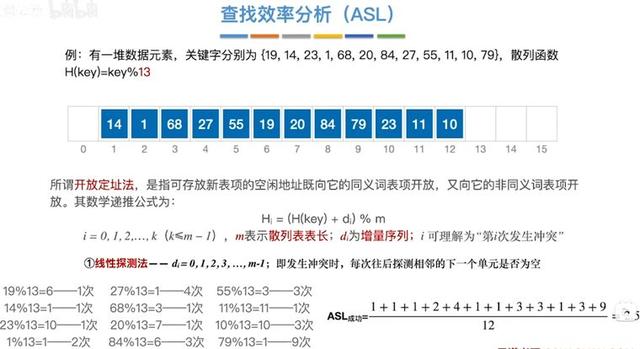 查找效率分析（ASL）
例：有一堆数据元素，关键字分别为 {19, 14, 23, 1, 68, 20, 84, 27, 55, 11, 10, 79}，散列函数
H(key)=key%13
14 1 68 27 55 19 20 84 79 23 11 10
0 1 2 3 4 5 6 7 8 9 10 11 12 13 14 15
所谓开放定址法，是指可存放新表项的空闲地址既向它的同义词表项开放，又向它的非同义词表项开
放。其数学递推公式为：
Hᵢ = (H(key) + dᵢ) % m
i = 0, 1, 2,…, k（k≤m − 1），m表示散列表表长；dᵢ为增量序列；i 可理解为“第i次发生冲突”
①线性探测法—— dᵢ = 0, 1, 2, 3, …, m-1；即发生冲突时，每次往后探测相邻的下一个单元是否为空
19%13=6——1次 27%13=1——4次 55%13=3——3次
14%13=1——1次 68%13=3——1次 11%13=11——1次
23%13=10——1次 20%13=7——1次 10%13=10——3次
1%13=1——2次 84%13=6——3次 79%13=1——9次
ASL成功=
1 + 1 + 1 + 2 + 4 + 1 + 1 + 3 + 3 + 1 + 3 + 9
12